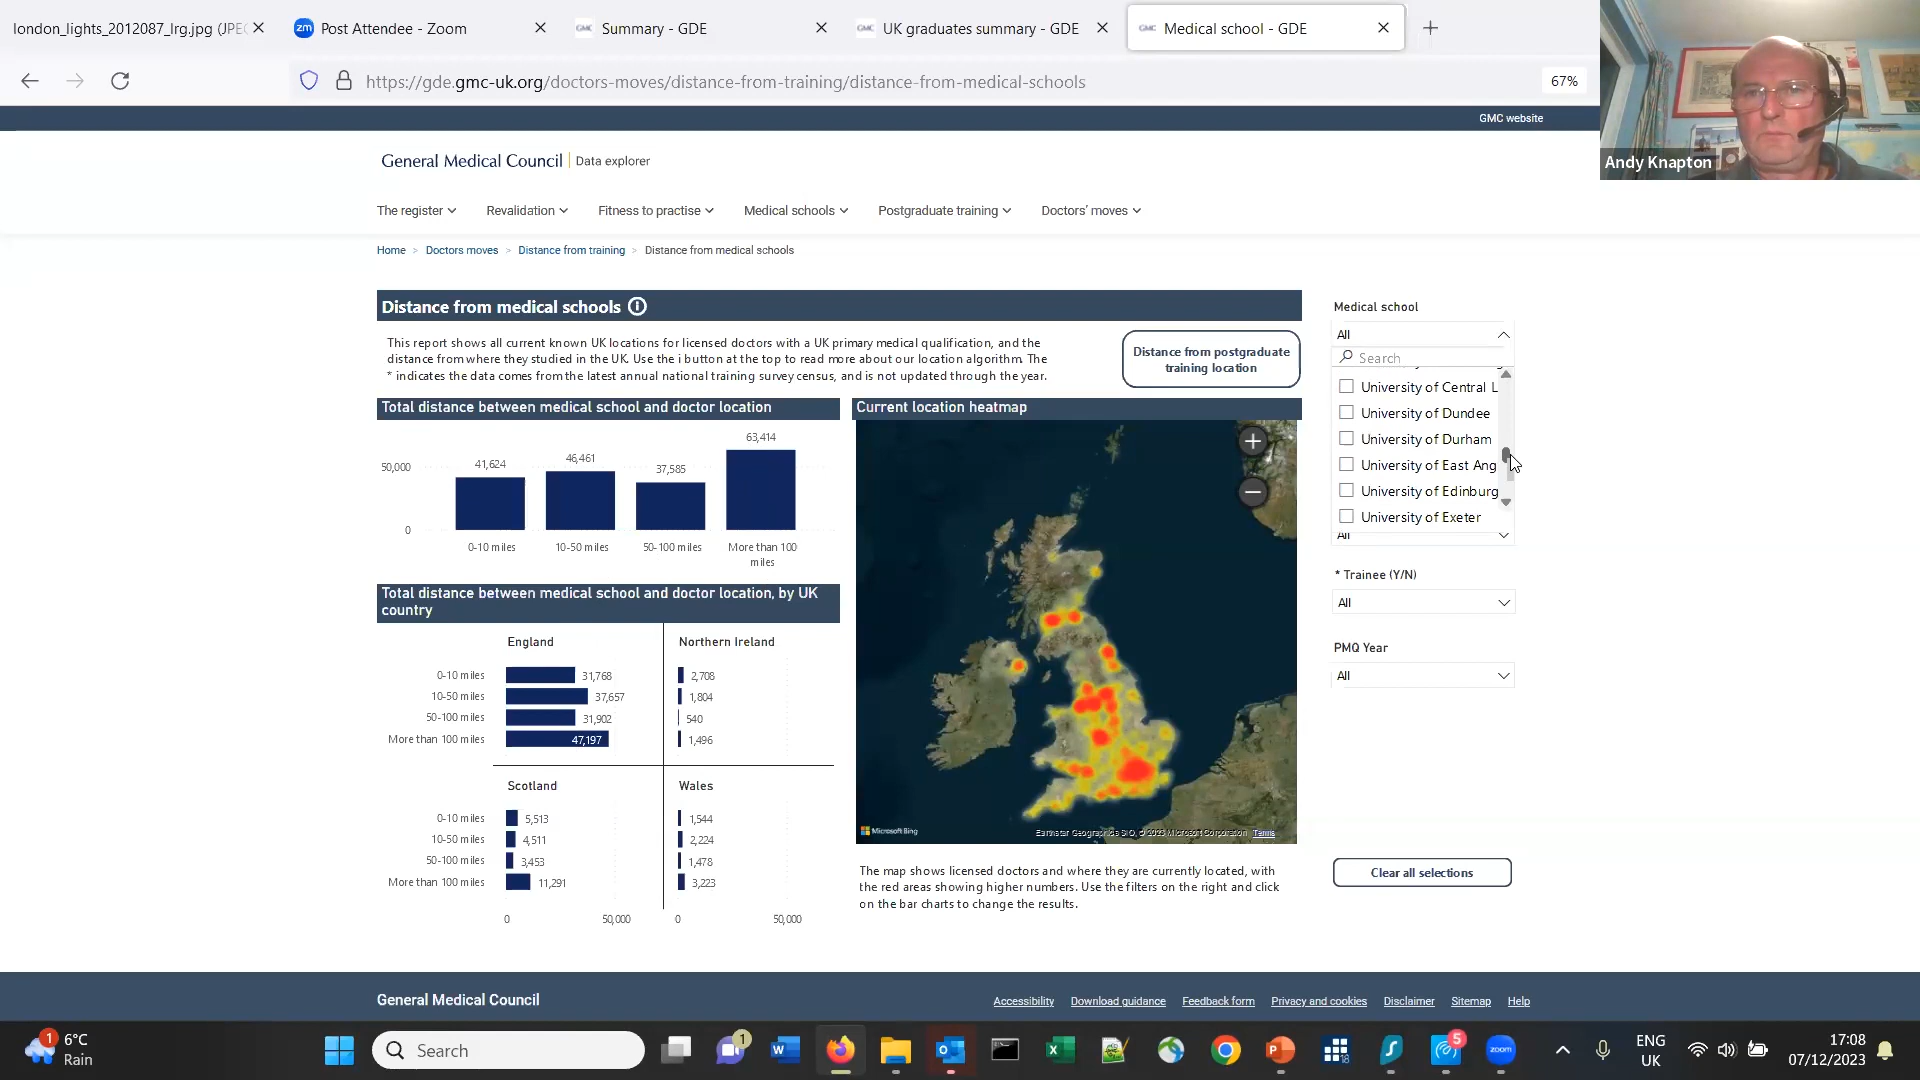 london_lights_2012087_lrg.jpg (JPE
Post Attendee - Zoom
GMC Summary - GDE
GMC UK graduates summary - GDE
GMC Medical school - GDE
https://gde.gmc-uk.org/doctors-moves/distance-from-training/distance-from-medical-schools
67%
Andy Knapton
GMC website
General Medical Council | Data explorer
The register
Revalidation
Fitness to practise
Medical schools
Postgraduate training
Doctors' moves
Home > Doctors moves > Distance from training > Distance from medical schools
Distance from medical schools
This report shows all current known UK locations for licensed doctors with a UK primary medical qualification, and the
distance from where they studied in the UK. Use the i button at the top to read more about our location algorithm. The
* indicates the data comes from the latest annual national training survey census, and is not updated through the year.
Distance from postgraduate
training location
Medical school
All
Search
University of Central L
University of Dundee
University of Durham
University of East Ang
University of Edinburg
University of Exeter
All
* Trainee (Y/N)
All
PMQ Year
All
Clear all selections
Total distance between medical school and doctor location
50,000
0
41,624
46,461
37,585
63,414
0-10 miles
10-50 miles
50-100 miles
More than 100
miles
Total distance between medical school and doctor location, by UK
country
England
0-10 miles 31,768
10-50 miles 37,657
50-100 miles 31,902
More than 100 miles 47,197
Northern Ireland
2,708
1,804
540
1,496
Scotland
0-10 miles 5,513
10-50 miles 4,511
50-100 miles 3,453
More than 100 miles 11,291
Wales
1,544
2,224
1,478
3,223
0 50,000
0 50,000
Current location heatmap
Microsoft Bing
Earthstar Geographics SIO, © 2023 Microsoft Corporation Terms
The map shows licensed doctors and where they are currently located, with
the red areas showing higher numbers. Use the filters on the right and click
on the bar charts to change the results.
General Medical Council
Accessibility
Download guidance
Feedback form
Privacy and cookies
Disclaimer
Sitemap
Help
1
6°C
Rain
Search
1
5
zoom
ENG
UK
17:08
07/12/2023